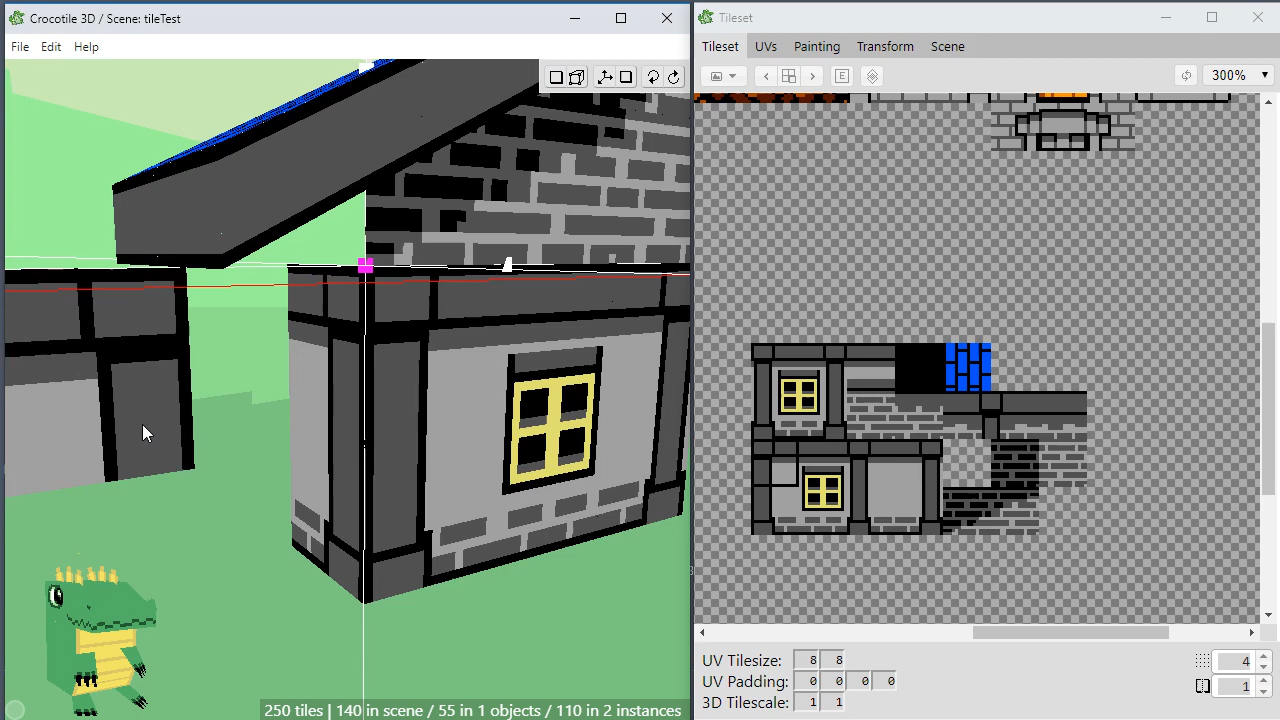 Crocotile 3D / Scene: tileTest
File Edit Help
250 tiles | 140 in scene / 55 in 1 objects / 110 in 2 instances
Tileset
Tileset UVs Painting Transform Scene
E
300%
UV Tilesize: 8 8
UV Padding: 0 0 0 0
3D Tilescale: 1 1
4
1